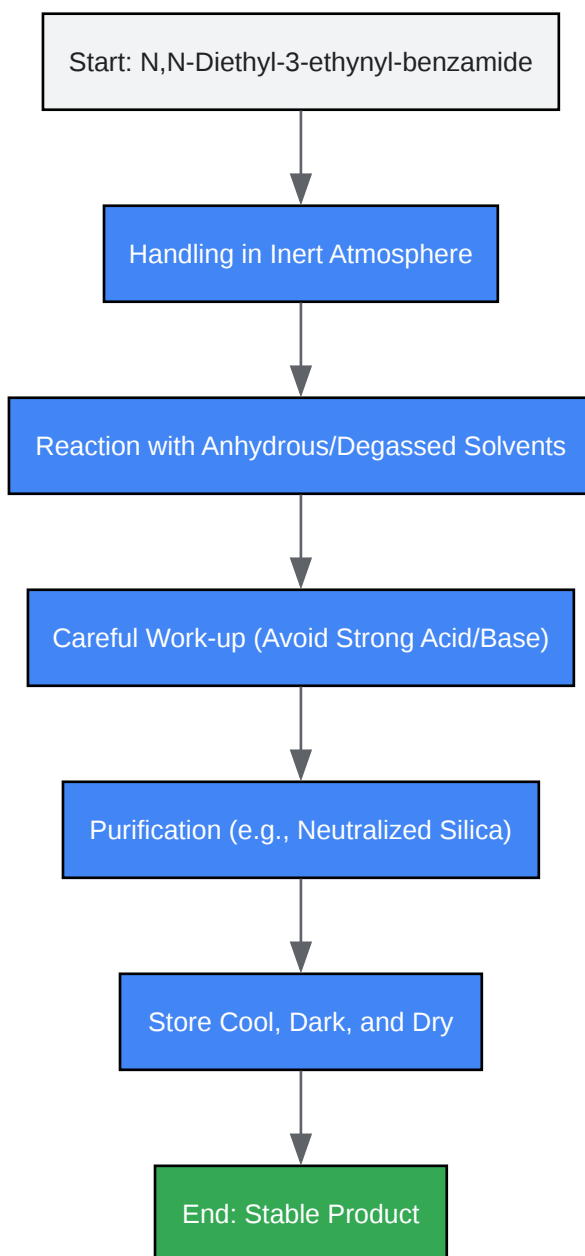 Start: N,N-Diethyl-3-ethynyl-benzamide
Handling in Inert Atmosphere
Reaction with Anhydrous/Degassed Solvents
Careful Work-up (Avoid Strong Acid/Base)
Purification (e.g., Neutralized Silica)
Store Cool, Dark, and Dry
End: Stable Product